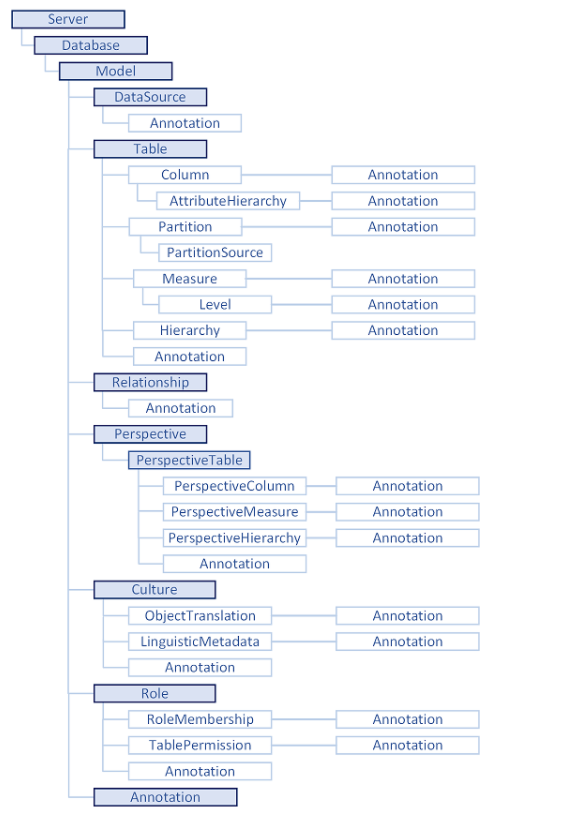 Server
Database
Model
DataSource
Annotation
Table
Column Annotation
AttributeHierarchy Annotation
Partition Annotation
PartitionSource
Measure Annotation
Level Annotation
Hierarchy Annotation
Annotation
Relationship
Annotation
Perspective
PerspectiveTable
PerspectiveColumn Annotation
PerspectiveMeasure Annotation
PerspectiveHierarchy Annotation
Annotation
Culture
ObjectTranslation Annotation
LinguisticMetadata Annotation
Annotation
Role
RoleMembership Annotation
TablePermission Annotation
Annotation
Annotation